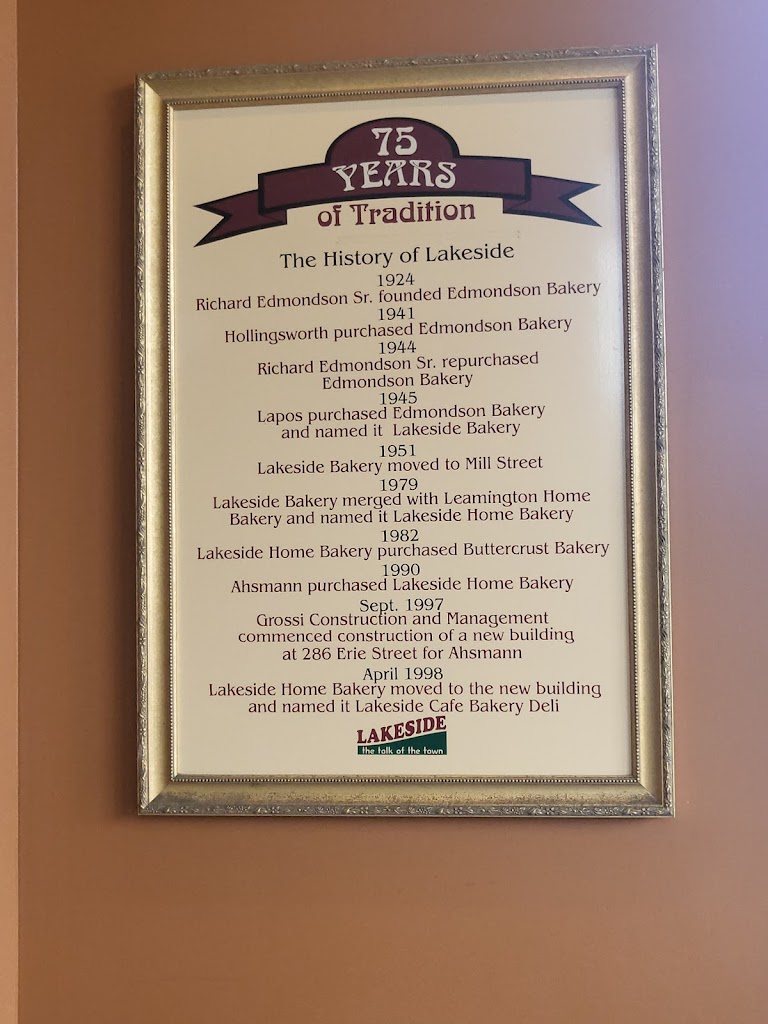 75
YEARS
of Tradition
The History of Lakeside
1924
Richard Edmondson Sr. founded Edmondson Bakery
1941
Hollingsworth purchased Edmondson Bakery
1944
Richard Edmondson Sr. repurchased
Edmondson Bakery
1945
Lapos purchased Edmondson Bakery
and named it Lakeside Bakery
1951
Lakeside Bakery moved to Mill Street
1979
Lakeside Bakery merged with Leamington Home
Bakery and named it Lakeside Home Bakery
1982
Lakeside Home Bakery purchased Buttercrust Bakery
1990
Ahsmann purchased Lakeside Home Bakery
Sept. 1997
Grossi Construction and Management
commenced construction of a new building
at 286 Erie Street for Ahsmann
April 1998
Lakeside Home Bakery moved to the new building
and named it Lakeside Cafe Bakery Deli
LAKESIDE
the talk of the town